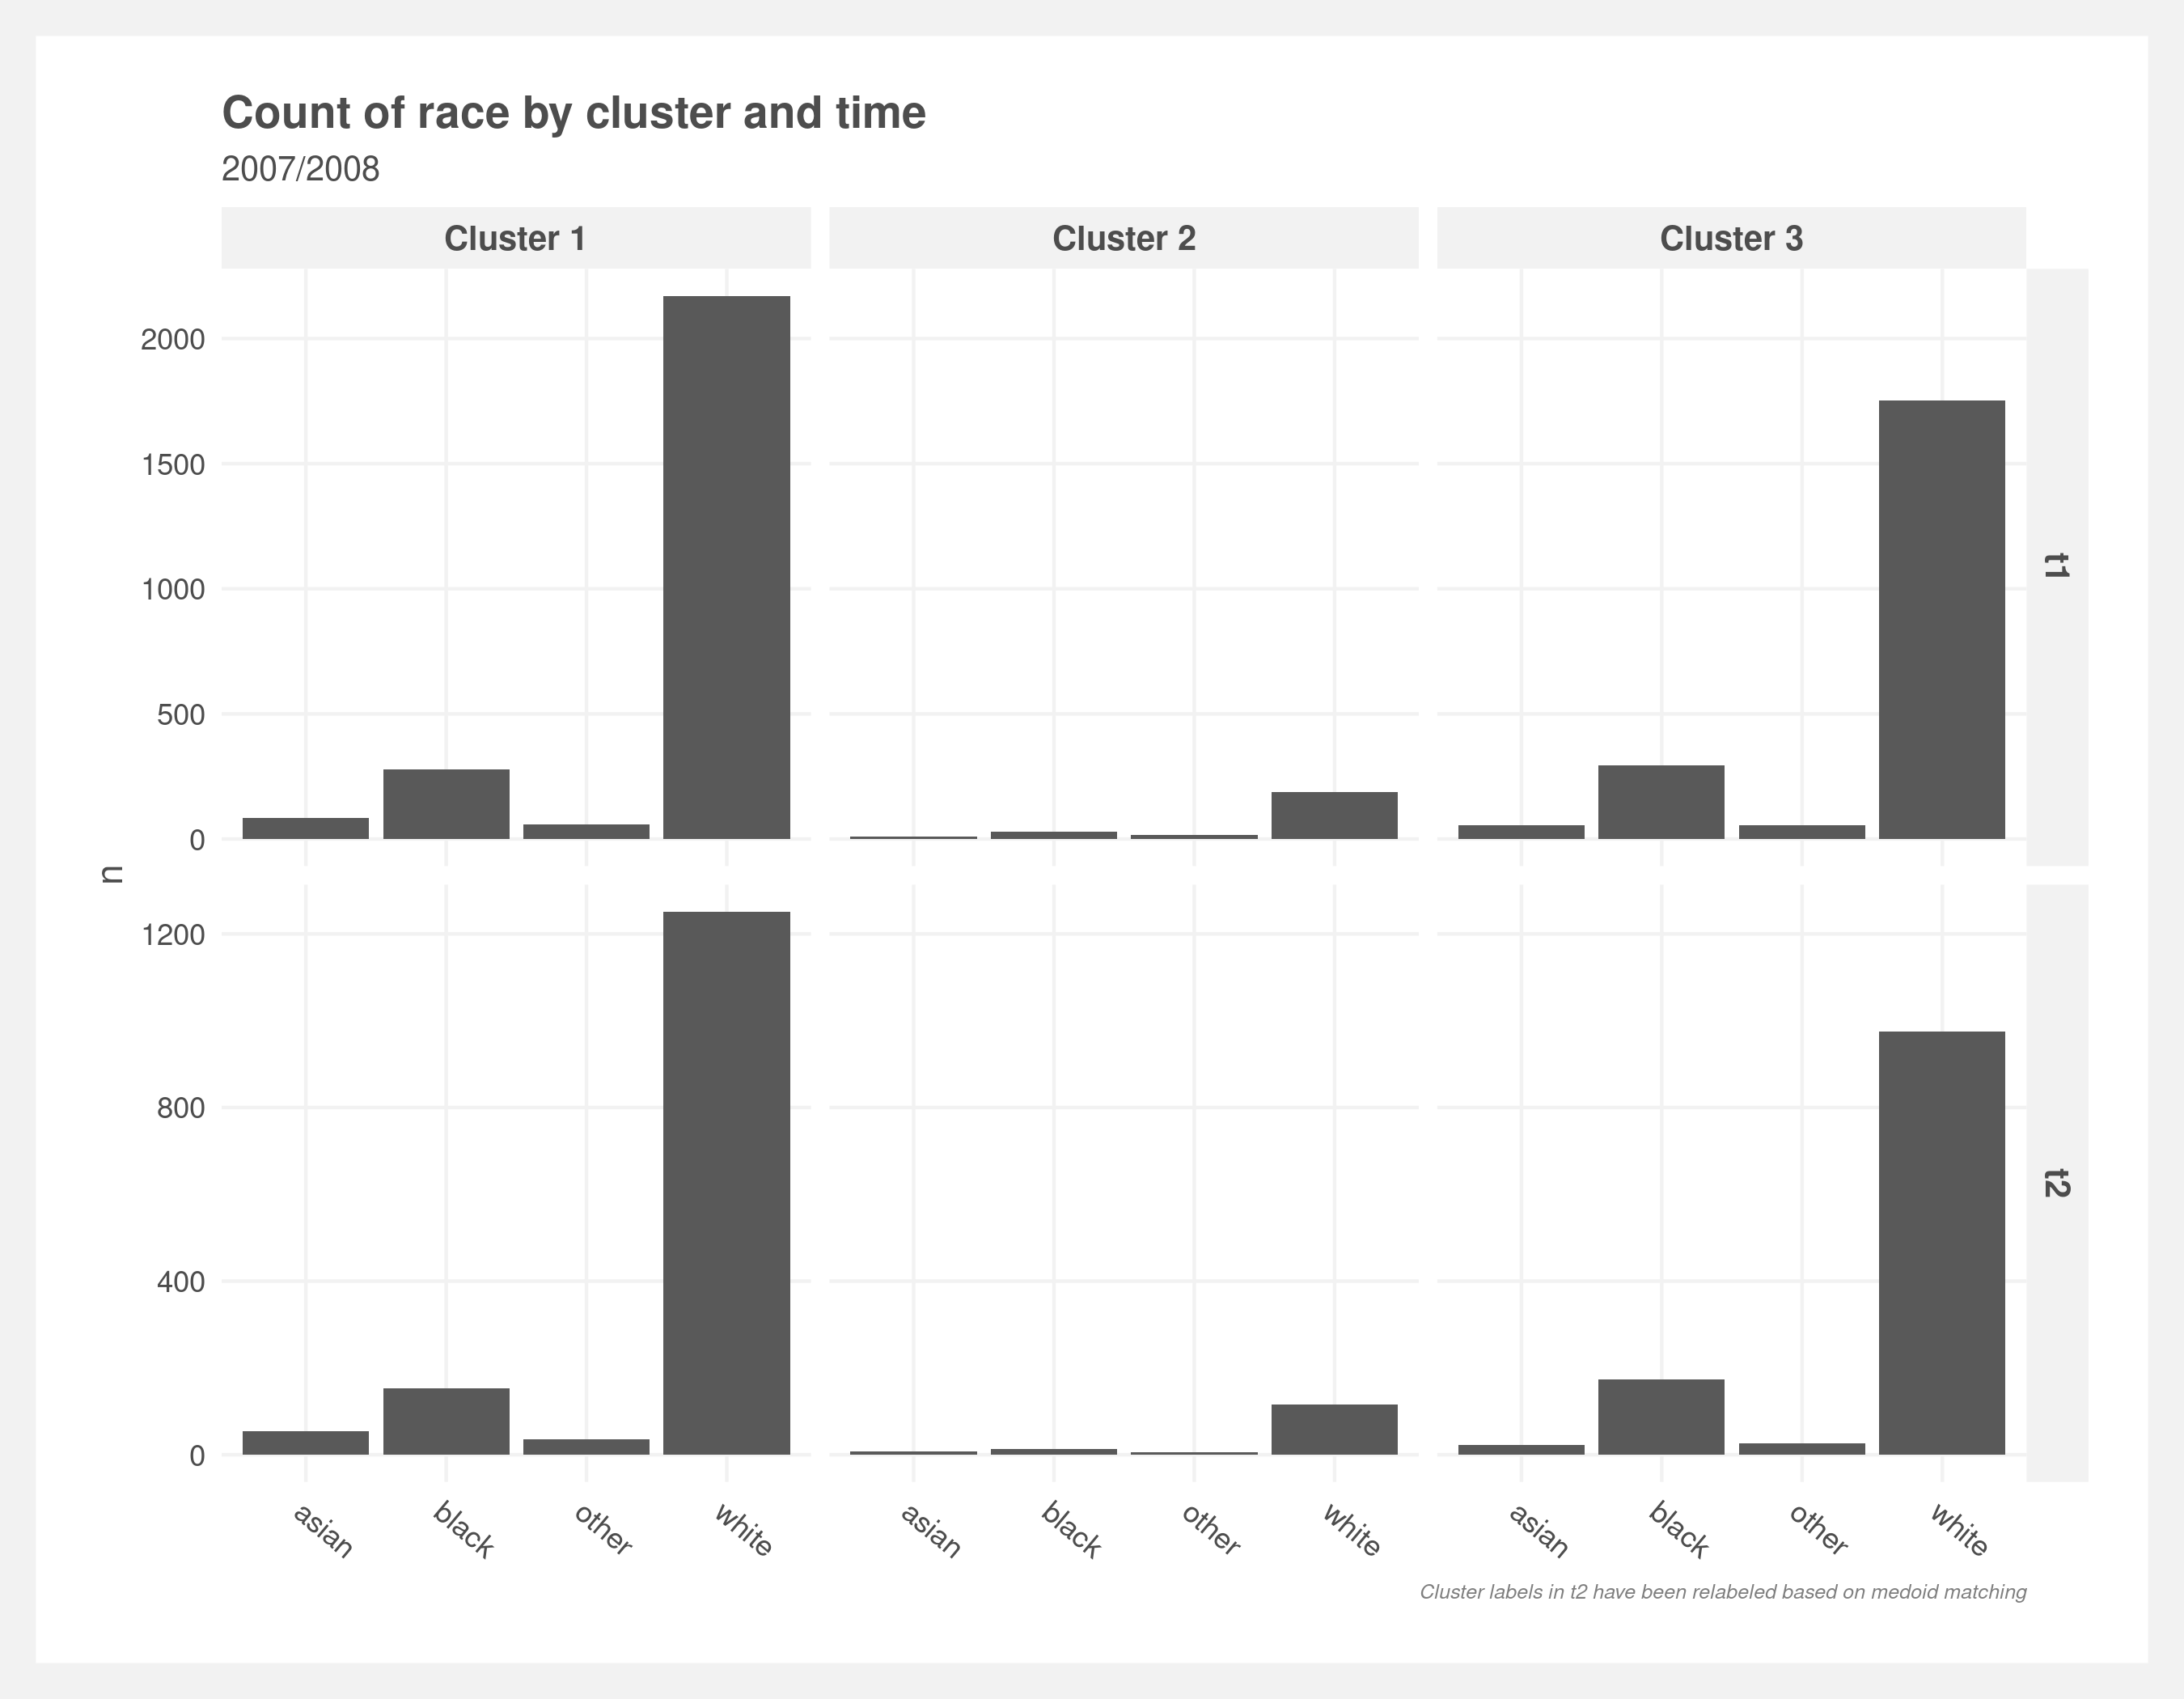 Count of race by cluster and time
2007/2008
Cluster 1 Cluster 2 Cluster 3
2000
1500
1000
500
0
t1
n
1200
800
400
0
t2
asian black other white asian black other white asian black other white
Cluster labels in t2 have been relabeled based on medoid matching